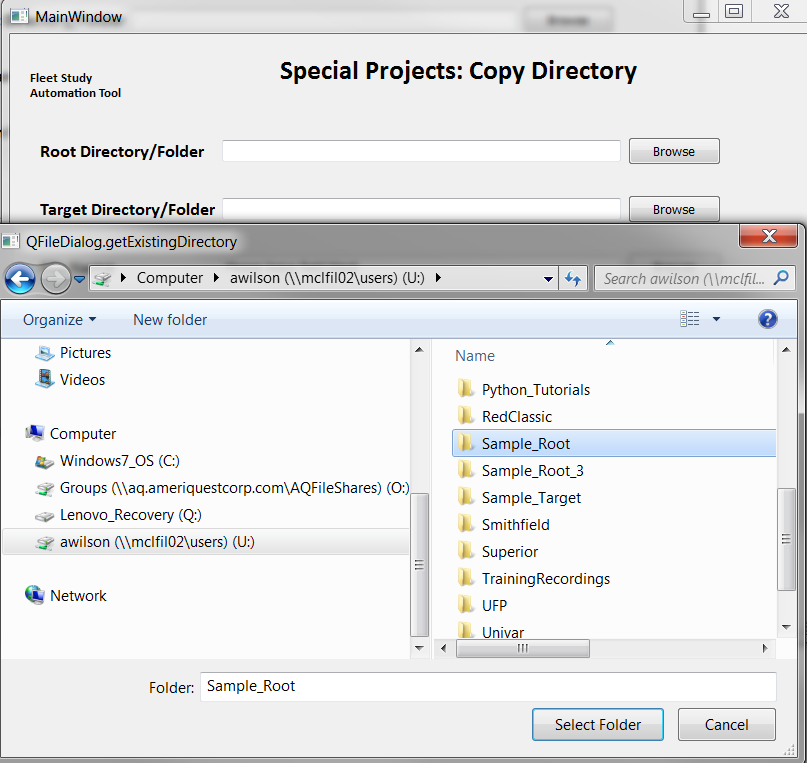 MainWindow
Fleet Study
Automation Tool
Special Projects: Copy Directory
Root Directory/Folder
Browse
Target Directory/Folder
Browse
QFileDialog.getExistingDirectory
Computer awilson (\\mclfil02\users) (U:)
Search awilson (\\mclfil...
Organize
New folder
Pictures
Videos
Computer
Windows7_OS (C:)
Groups (\\aq.ameriquestcorp.com\AQFileShares) (O:)
Lenovo_Recovery (Q:)
awilson (\\mclfil02\users) (U:)
Network
Name
Python_Tutorials
RedClassic
Sample_Root
Sample_Root_3
Sample_Target
Smithfield
Superior
TrainingRecordings
UFP
Univar
Folder: Sample_Root
Select Folder
Cancel